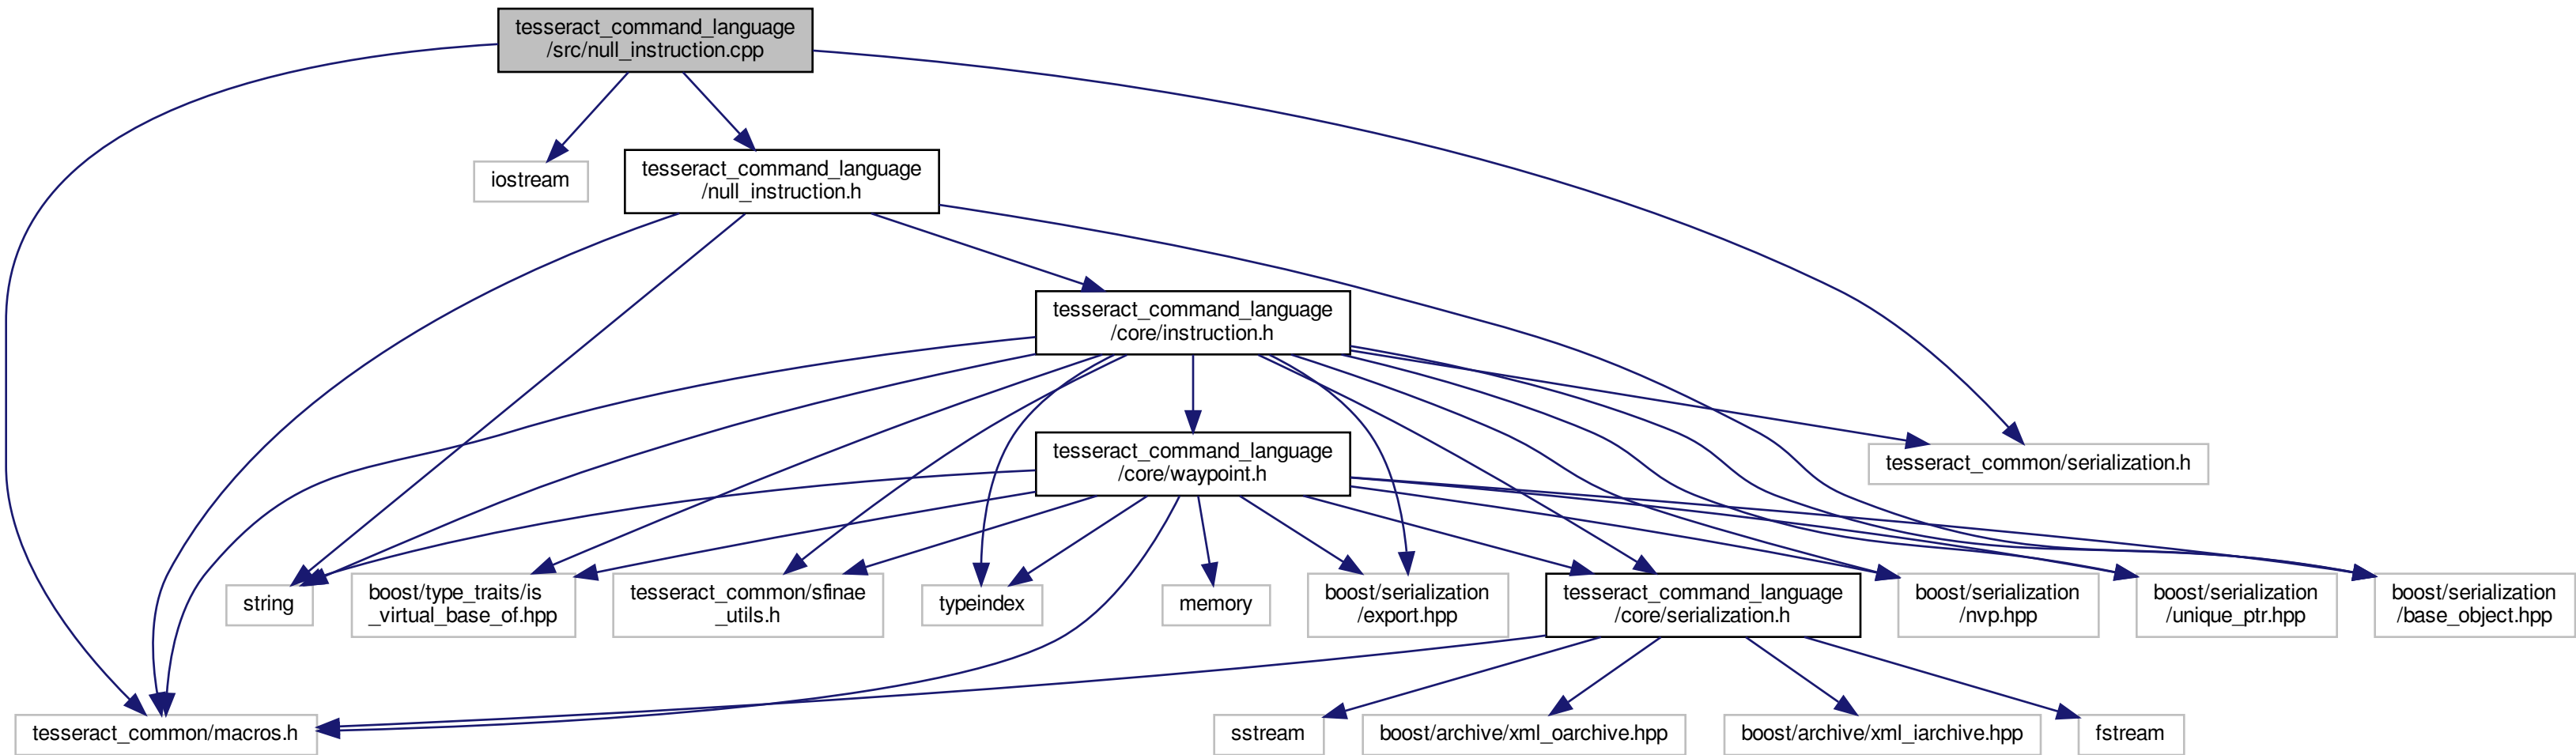 tesseract_command_language
/src/null_instruction.cpp
iostream
tesseract_command_language
/null_instruction.h
tesseract_command_language
/core/instruction.h
tesseract_command_language
/core/waypoint.h
tesseract_common/serialization.h
string
boost/type_traits/is
_virtual_base_of.hpp
tesseract_common/sfinae
_utils.h
typeindex
memory
boost/serialization
/export.hpp
tesseract_command_language
/core/serialization.h
boost/serialization
/nvp.hpp
boost/serialization
/unique_ptr.hpp
boost/serialization
/base_object.hpp
tesseract_common/macros.h
sstream
boost/archive/xml_oarchive.hpp
boost/archive/xml_iarchive.hpp
fstream